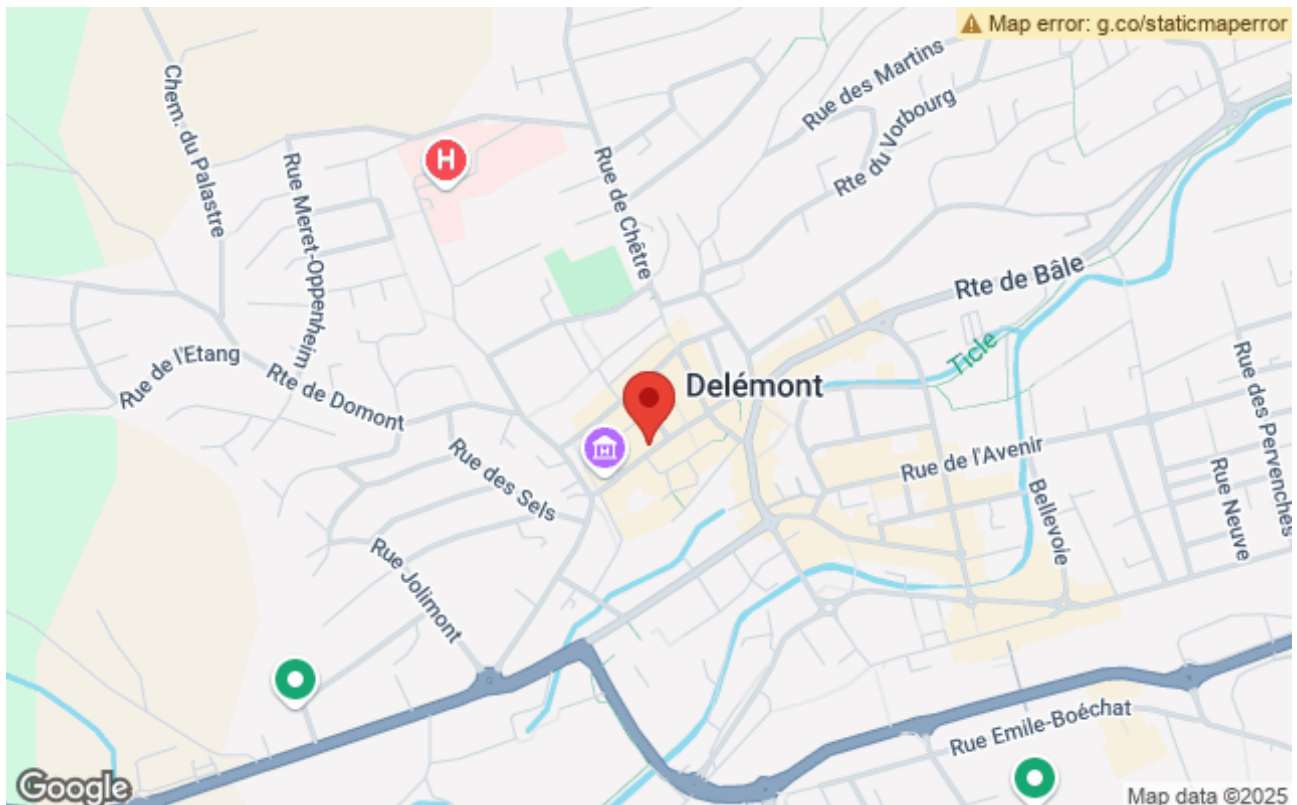 Map error: g.co/staticmaperror
Rue des Martins
Chem. du Palastre
Rte du Vorbourg
H
Rue Meret-Oppenheim
Rue de Chêtre
Rte de Bâle
Ticle
Rue de l'Etang
Rte de Domont
Delémont
Rue des Pervenches
Rue des Sels
Rue de l'Avenir
Rue Neuve
Bellevoie
Rue Jolimont
Rue Emile-Boéchat
Google
Map data ©2025